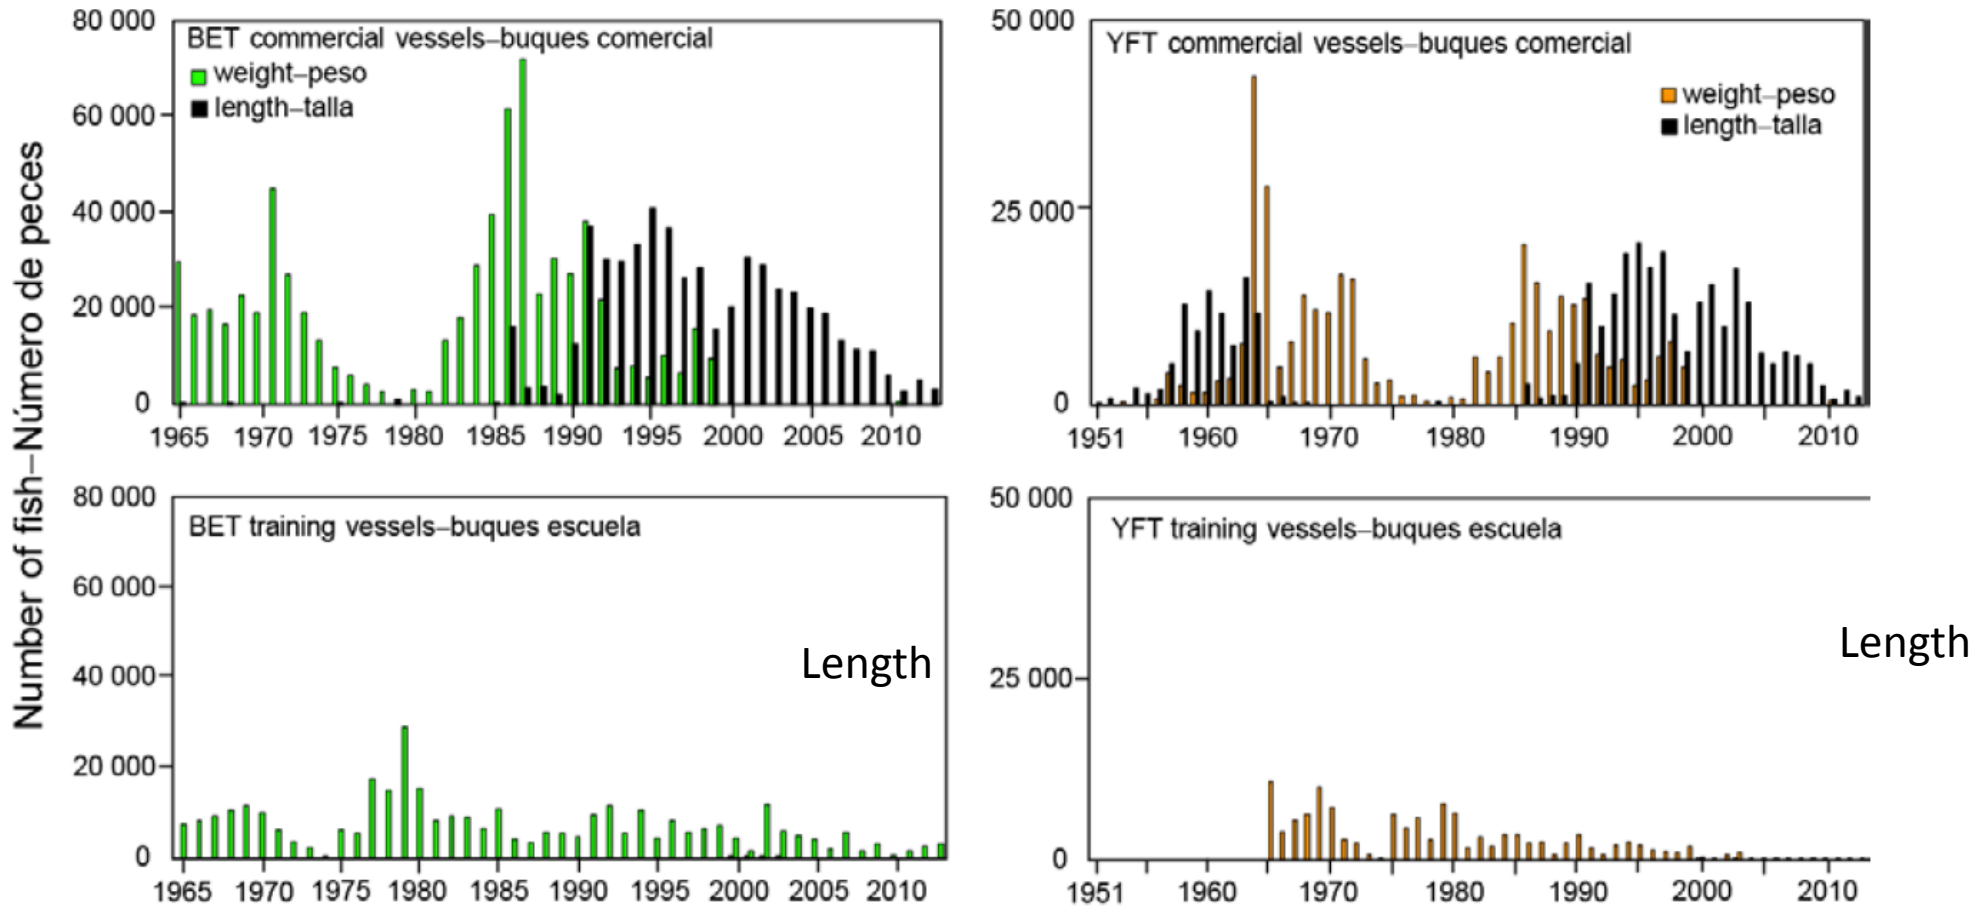 Number of fish–Número de peces
80 000
60 000
40 000
20 000
0
BET commercial vessels–buques comercial
weight–peso
length–talla
1965 1970 1975 1980 1985 1990 1995 2000 2005 2010
50 000
25 000
0
YFT commercial vessels–buques comercial
weight–peso
length–talla
1951 1960 1970 1980 1990 2000 2010
80 000
60 000
40 000
20 000
0
BET training vessels–buques escuela
Length
1965 1970 1975 1980 1985 1990 1995 2000 2005 2010
50 000
25 000
0
YFT training vessels–buques escuela
Length
1951 1960 1970 1980 1990 2000 2010